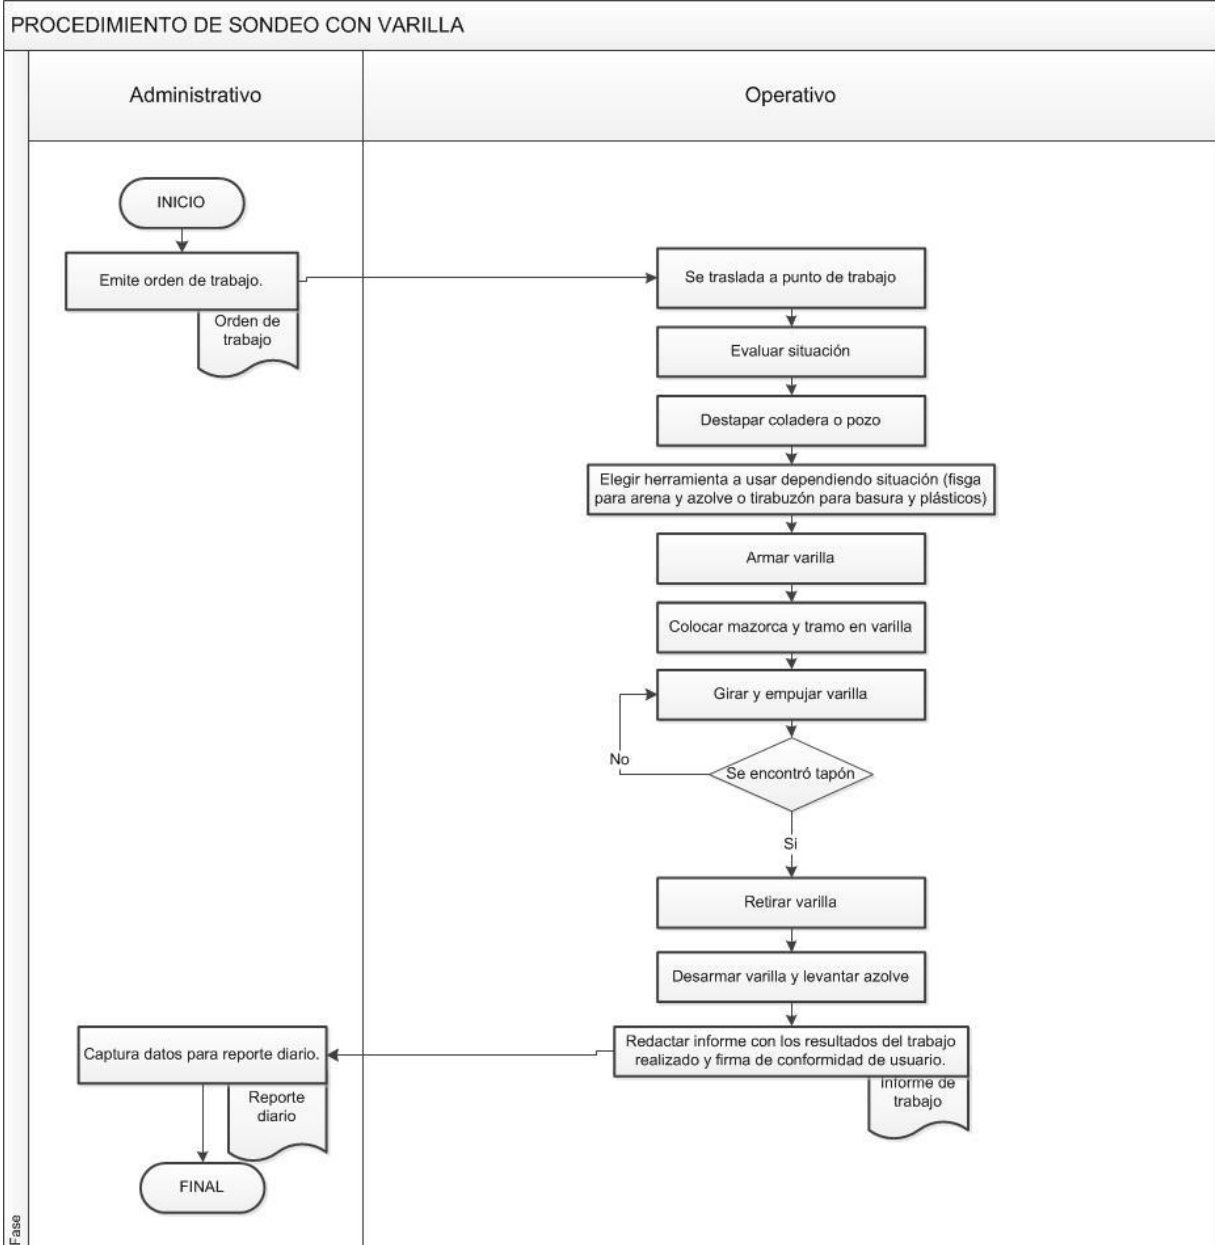 PROCEDIMIENTO DE SONDEO CON VARILLA
Administrativo
Operativo
INICIO
Emite orden de trabajo.
Orden de
trabajo
Se traslada a punto de trabajo
Evaluar situación
Destapar coladera o pozo
Elegir herramienta a usar dependiendo situación (fisga
para arena y azolve o tirabuzón para basura y plásticos)
Armar varilla
Colocar mazorca y tramo en varilla
Girar y empujar varilla
No
Se encontró tapón
Si
Retirar varilla
Desarmar varilla y levantar azolve
Redactar informe con los resultados del trabajo
realizado y firma de conformidad de usuario.
Informe de
trabajo
Captura datos para reporte diario.
Reporte
diario
FINAL
Fase